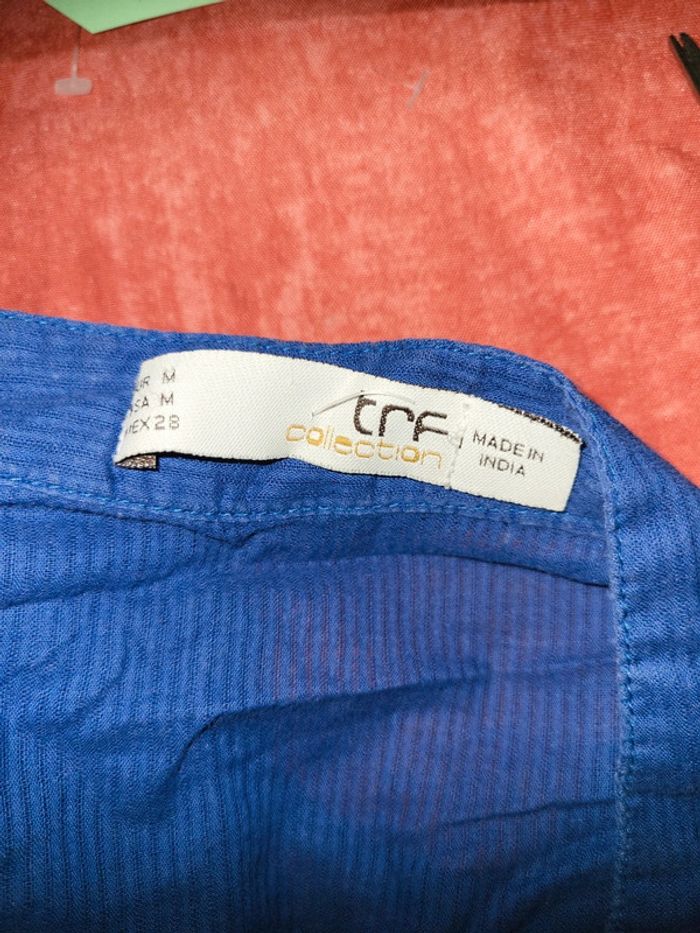 UR M
SA M
EX 28
trf
collection
MADE IN
INDIA